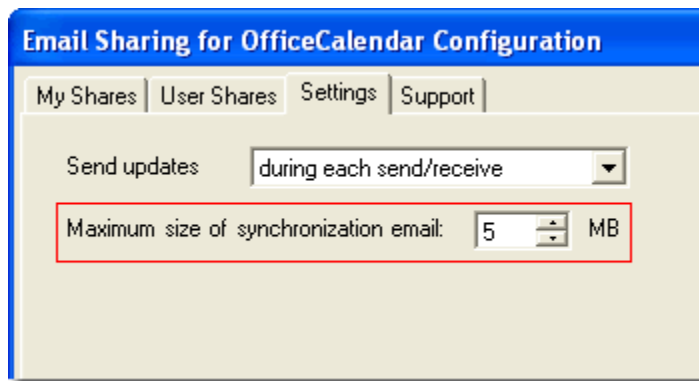 Email Sharing for OfficeCalendar Configuration
My Shares User Shares Settings Support
Send updates during each send/receive
Maximum size of synchronization email: 5 MB